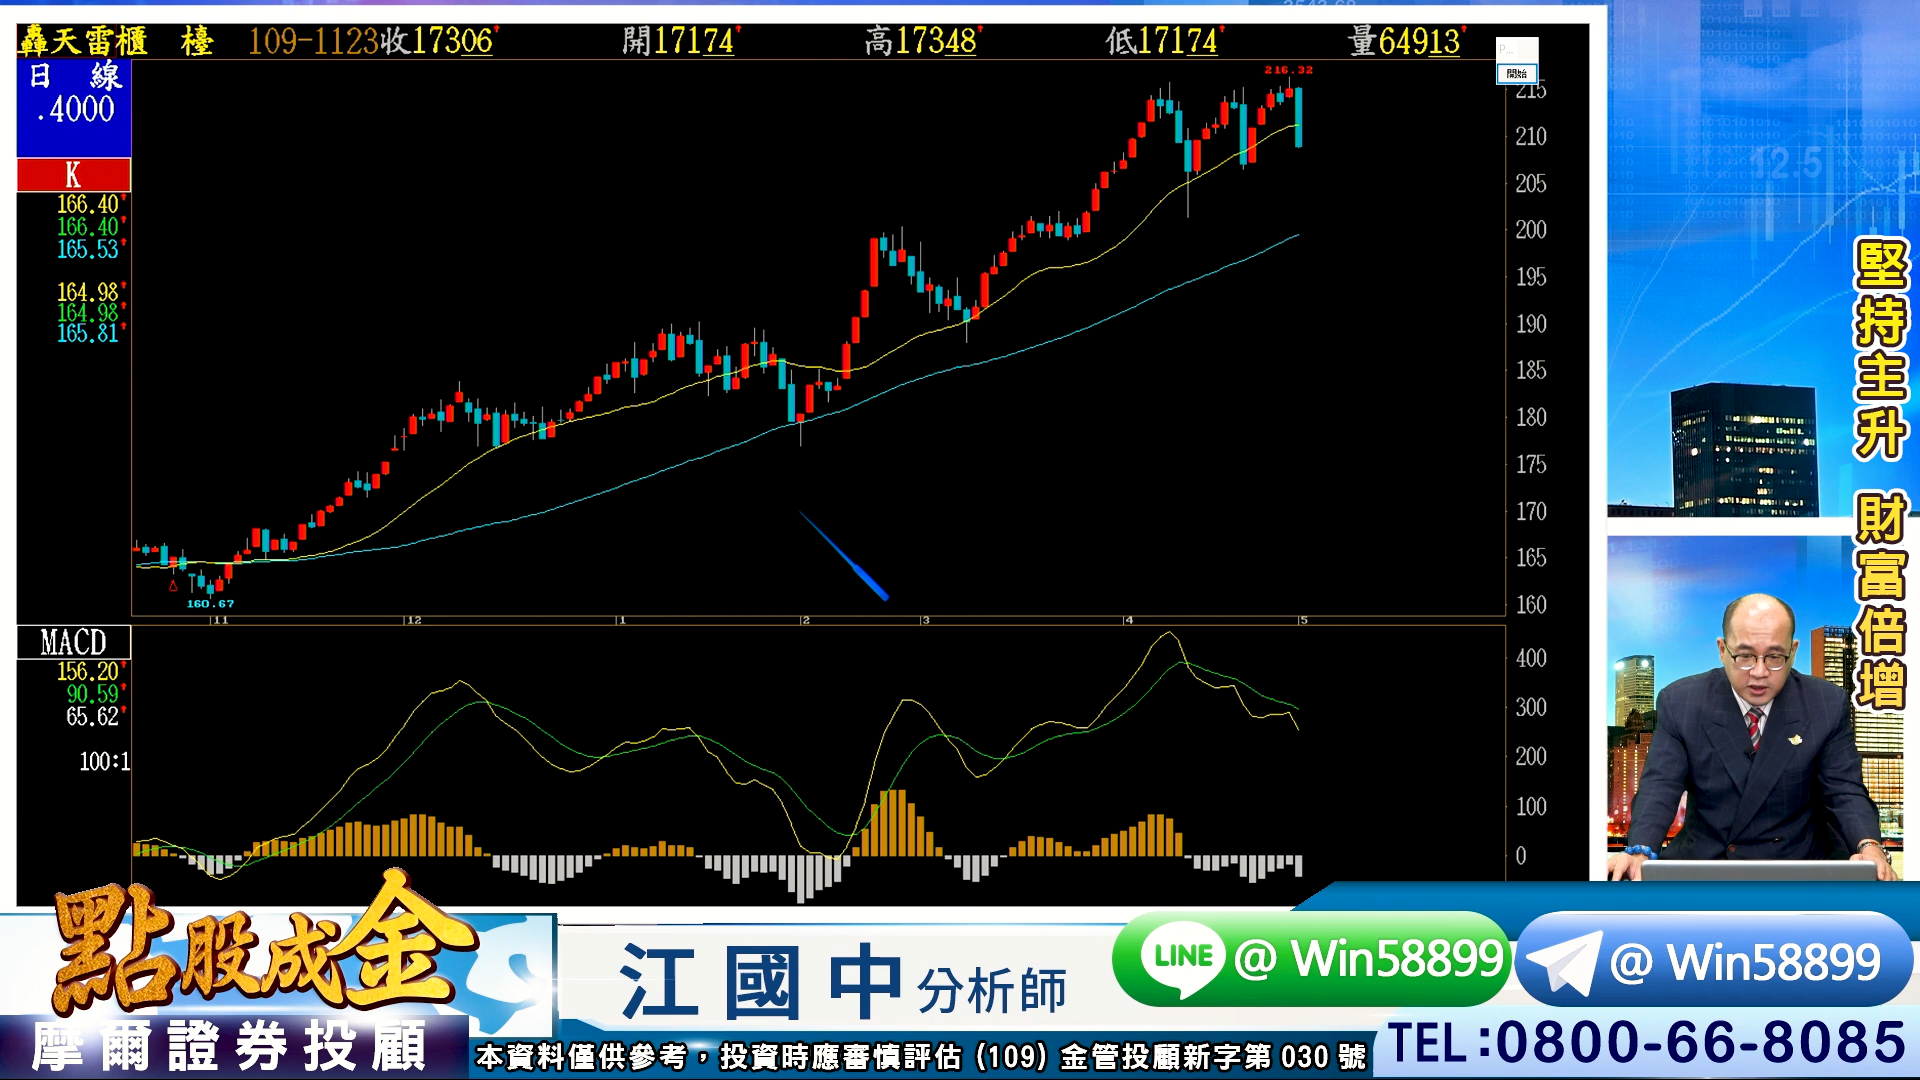 轟天雷櫃 檯 109-1123收17306 開17174 高17348 低17174 量64913
日 線
.4000
K
166.40
166.40
165.53
164.98
164.98
165.81
216.32
160.67
215
210
205
200
195
190
185
180
175
170
165
160
11 12 1 2 3 4 5
MACD
156.20
90.59
65.62
100:1
400
300
200
100
0
P...
開始
12.5
堅持主升 財富倍增
點股成金
摩爾證券投顧
江國中 分析師
LINE @ Win58899
@ Win58899
TEL:0800-66-8085
本資料僅供參考,投資時應審慎評估 (109) 金管投顧新字第 030 號